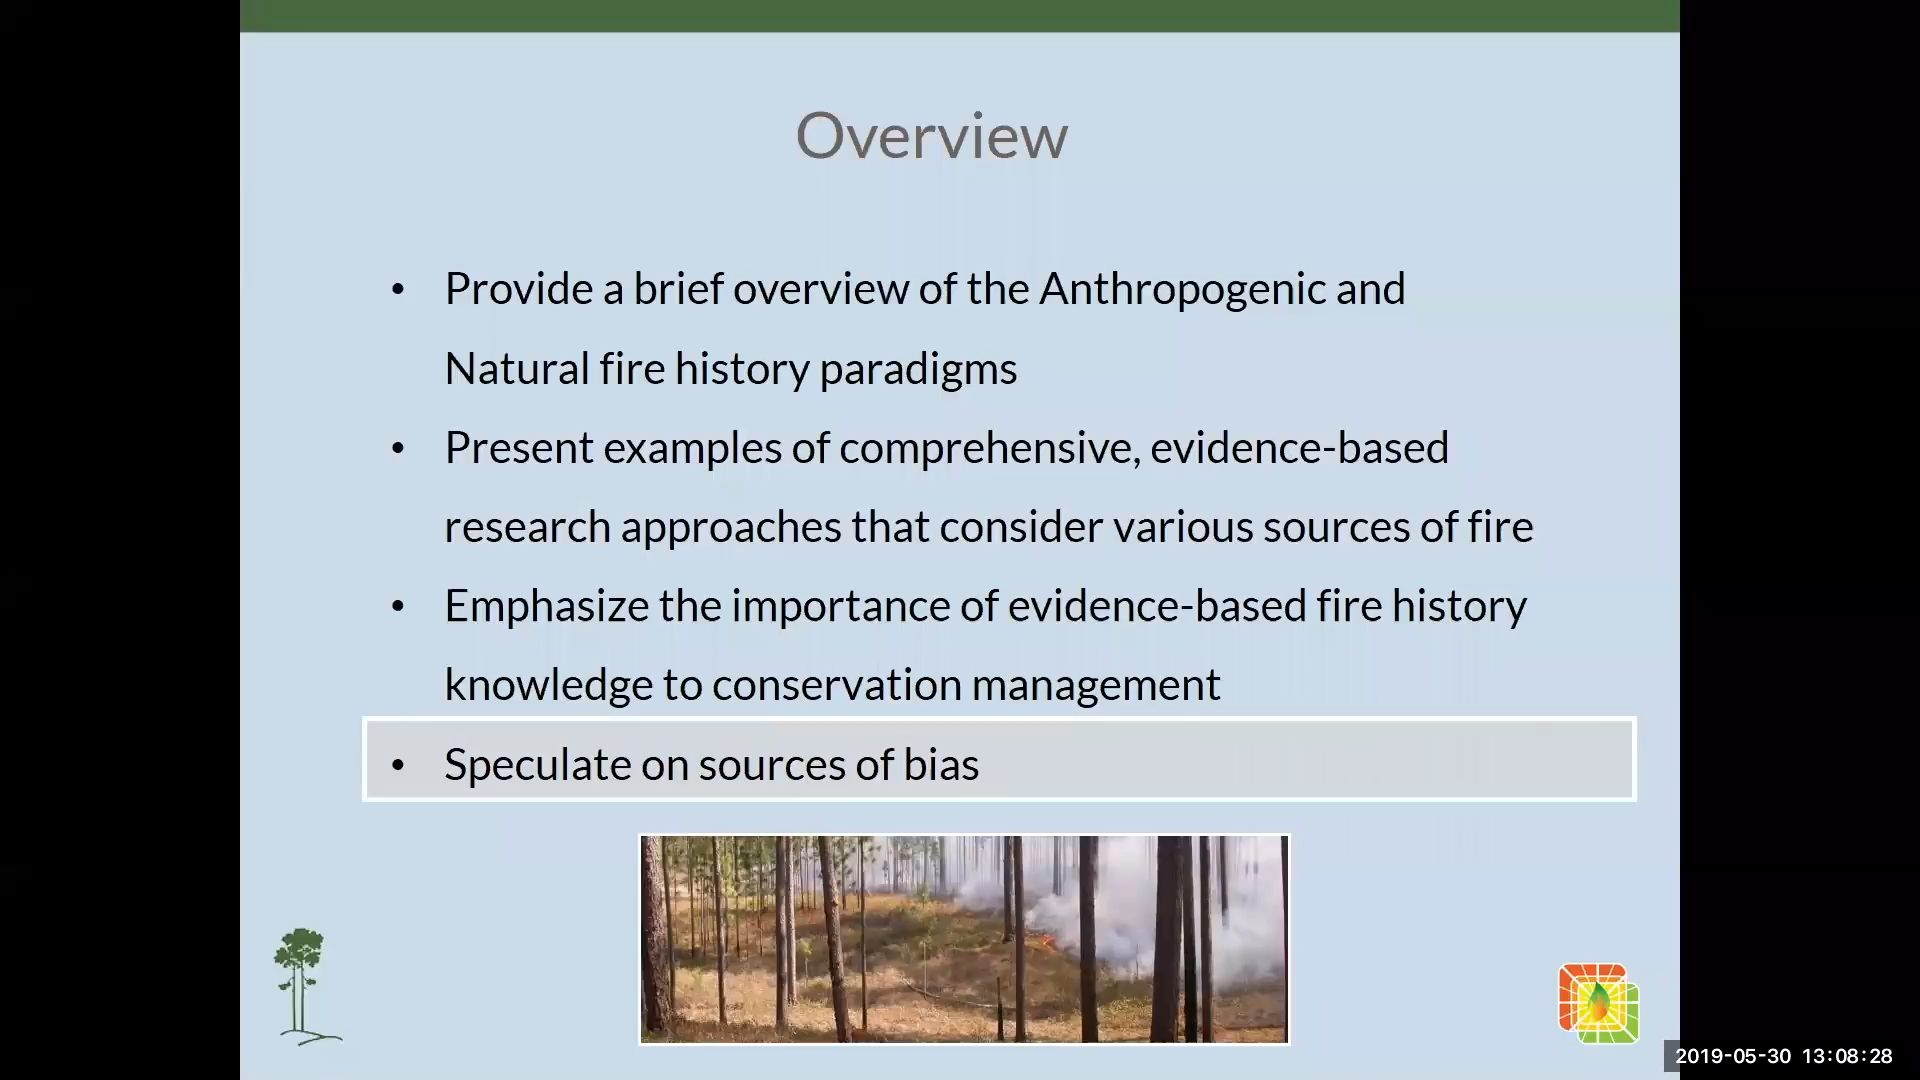 Overview
• Provide a brief overview of the Anthropogenic and
Natural fire history paradigms
• Present examples of comprehensive, evidence-based
research approaches that consider various sources of fire
• Emphasize the importance of evidence-based fire history
knowledge to conservation management
• Speculate on sources of bias
2019-05-30 13:08:28